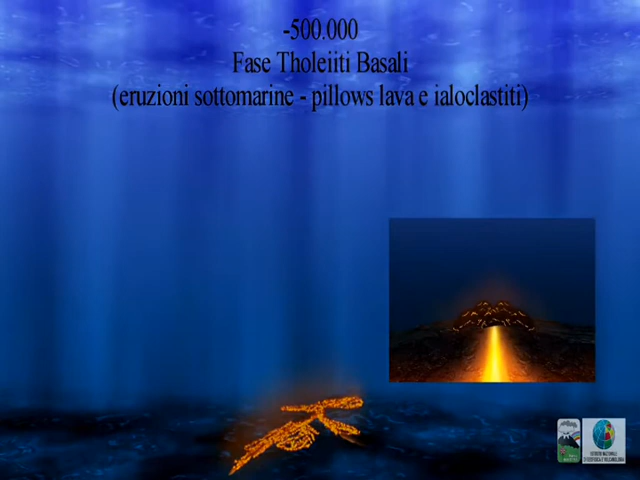 -500.000
Fase Tholeiiti Basali
(eruzioni sottomarine - pillows lava e ialoclastiti)